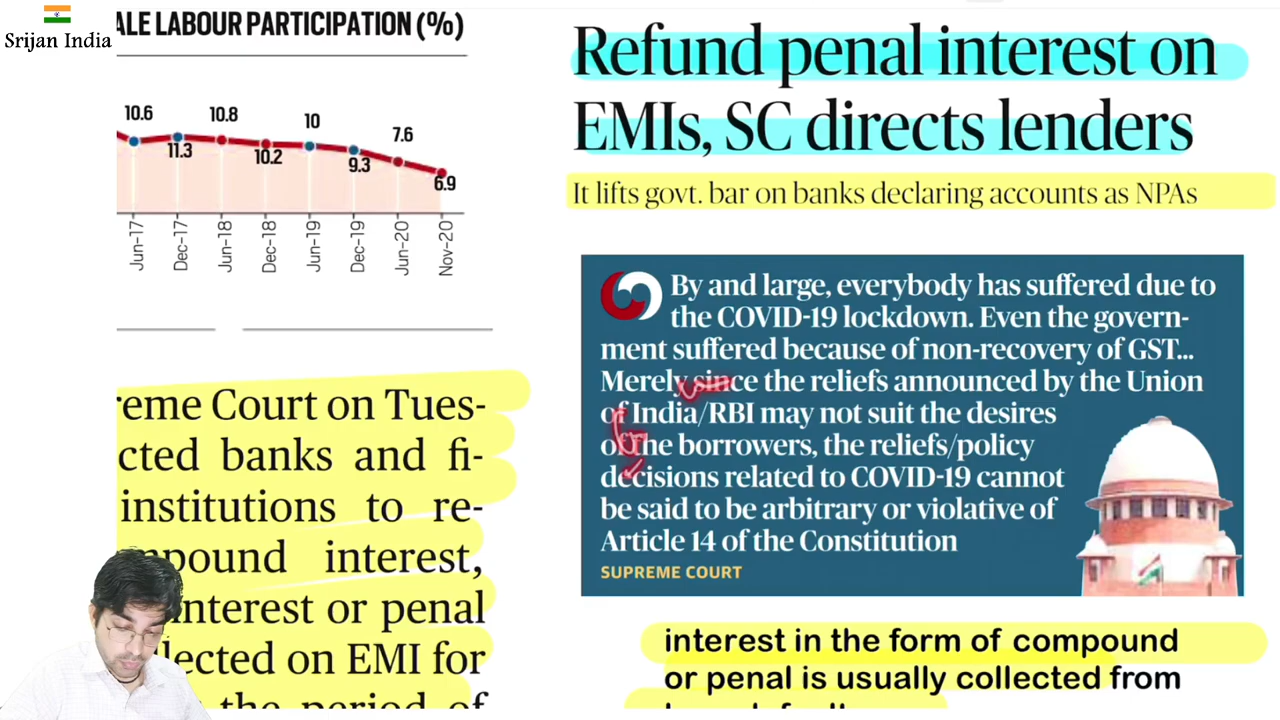 Srijan India
ALE LABOUR PARTICIPATION (%)
10.6
11.3
10.8
10.2
10
9.3
7.6
6.9
Jun-17
Dec-17
Jun-18
Dec-18
Jun-19
Dec-19
Jun-20
Nov-20
reme Court on Tues-
cted banks and fi-
institutions to re-
mpound interest,
interest or penal
llected on EMI for
the period of
Refund penal interest on
EMIs, SC directs lenders
It lifts govt. bar on banks declaring accounts as NPAs
By and large, everybody has suffered due to
the COVID-19 lockdown. Even the govern-
ment suffered because of non-recovery of GST...
Merely since the reliefs announced by the Union
of India/RBI may not suit the desires
of the borrowers, the reliefs/policy
decisions related to COVID-19 cannot
be said to be arbitrary or violative of
Article 14 of the Constitution
SUPREME COURT
interest in the form of compound
or penal is usually collected from